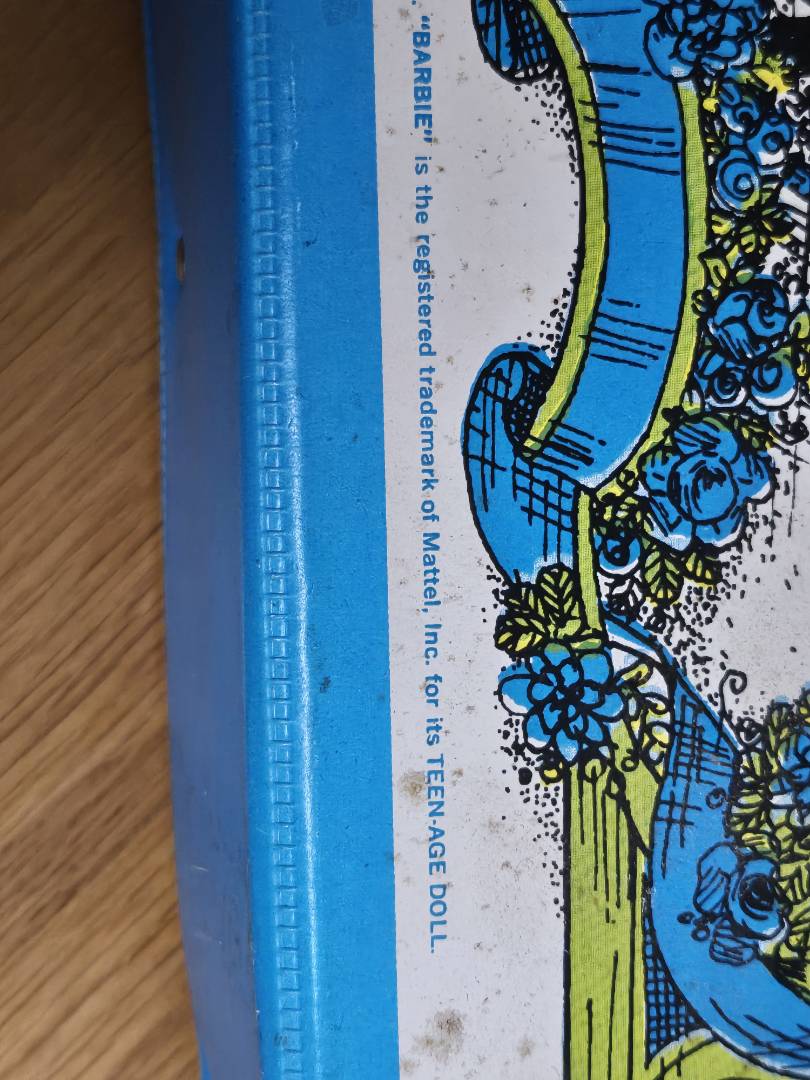 . “BARBIE” is the registered trademark of Mattel, Inc. for its TEEN-AGE DOLL.